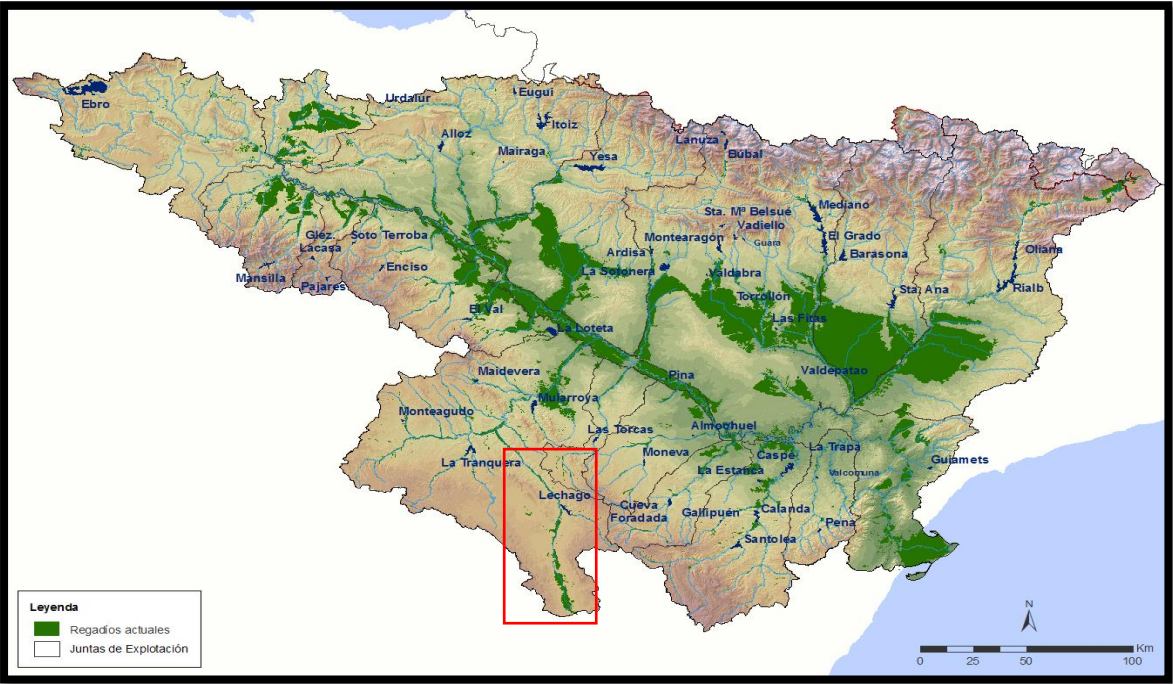 Ebro
Urdalur
Eugui
Itoiz
Alloz
Mairaga
Yesa
Lanuza
Búbal
Mediano
Sta. Mª Belsué
Vadiello
Guara
Montearagón
El Grado
Barasona
Oliana
Rialb
Glez.
Lacasa
Soto Terroba
Enciso
Mansilla
Pajares
Ardisa
La Sotonera
Valdabra
Torrollón
Sta. Ana
Las Fitas
El Val
La Loteta
Maidevera
Pina
Valdepatao
Mularroya
Monteagudo
Las Torcas
Almochuel
La Tranquera
Moneva
Caspe
La Trapa
La Estanca
Valcomuna
Guiamets
Lechago
Cueva
Foradada
Gallipuén
Calanda
Pena
Santolea
Leyenda
Regadíos actuales
Juntas de Explotación
N
Km
0 25 50 100